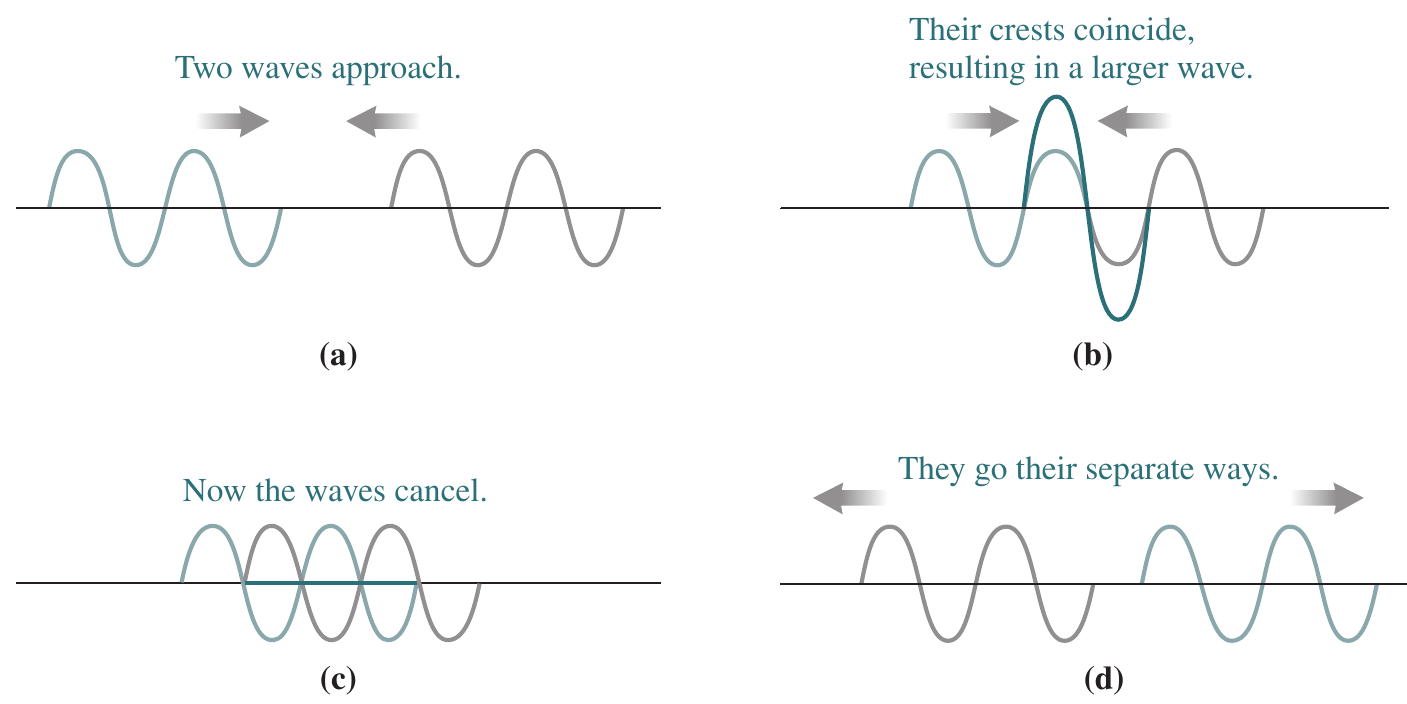 Two waves approach.
(a)
Their crests coincide,
resulting in a larger wave.
(b)
Now the waves cancel.
(c)
They go their separate ways.
(d)